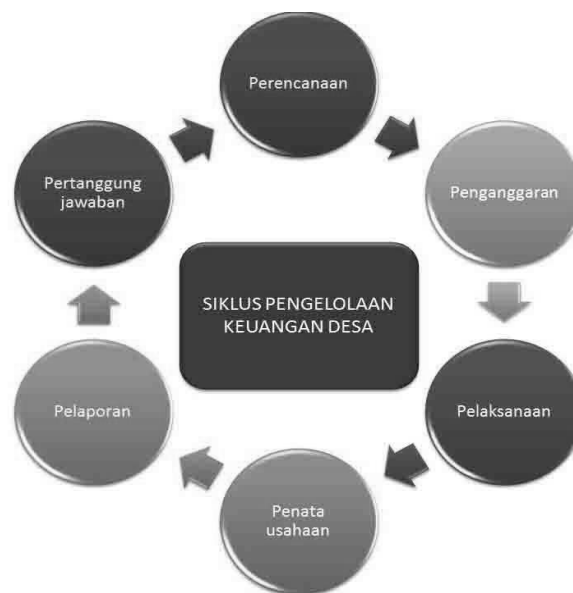 Perencanaan
Penganggaran
Pelaksanaan
Penata
usahaan
Pelaporan
Pertanggung
jawaban
SIKLUS PENGELOLAAN
KEUANGAN DESA